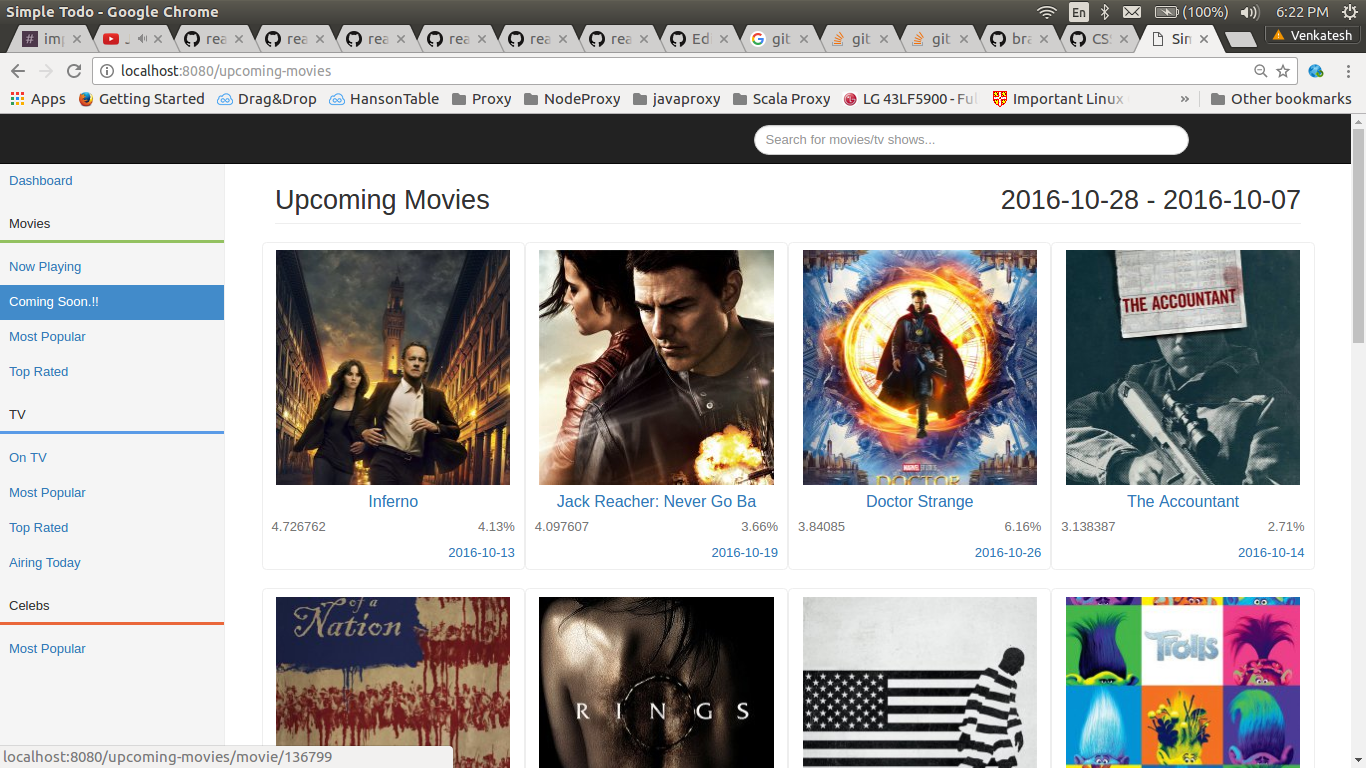 Simple Todo - Google Chrome
En
(100%)
6:22 PM
im
rea
rea
rea
rea
rea
rea
Ed
git
git
git
bra
CS
Sin
Venkatesh
localhost:8080/upcoming-movies
Apps
Getting Started
Drag&Drop
HansonTable
Proxy
NodeProxy
javaproxy
Scala Proxy
LG 43LF5900 - Ful
Important Linux
»
Other bookmarks
Search for movies/tv shows...
Dashboard
Movies
Now Playing
Coming Soon.!!
Most Popular
Top Rated
TV
On TV
Most Popular
Top Rated
Airing Today
Celebs
Most Popular
Upcoming Movies
2016-10-28 - 2016-10-07
MARVEL STUDIOS
DOCTOR
THE ACCOUNTANT
Inferno
4.726762 4.13%
2016-10-13
Jack Reacher: Never Go Ba
4.097607 3.66%
2016-10-19
Doctor Strange
3.84085 6.16%
2016-10-26
The Accountant
3.138387 2.71%
2016-10-14
of a
Nation
RINGS
TROLLS
localhost:8080/upcoming-movies/movie/136799